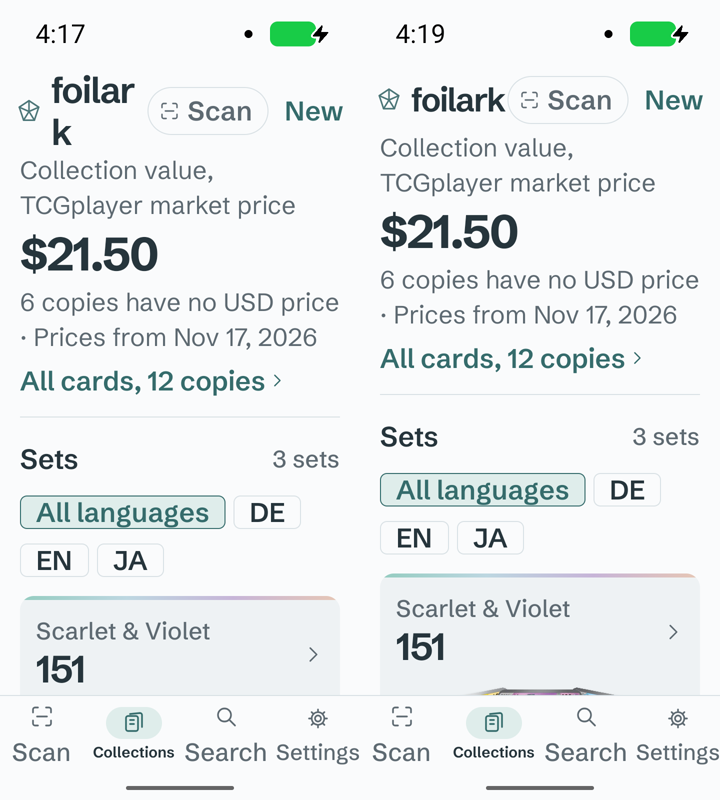 4:17
foilar
k
Scan
New
Collection value,
TCGplayer market price
$21.50
6 copies have no USD price
· Prices from Nov 17, 2026
All cards, 12 copies
Sets
3 sets
All languages
DE
EN
JA
Scarlet & Violet
151
Scan
Collections
Search
Settings
4:19
foilark
Scan
New
Collection value,
TCGplayer market price
$21.50
6 copies have no USD price
· Prices from Nov 17, 2026
All cards, 12 copies
Sets
3 sets
All languages
DE
EN
JA
Scarlet & Violet
151
Scan
Collections
Search
Settings